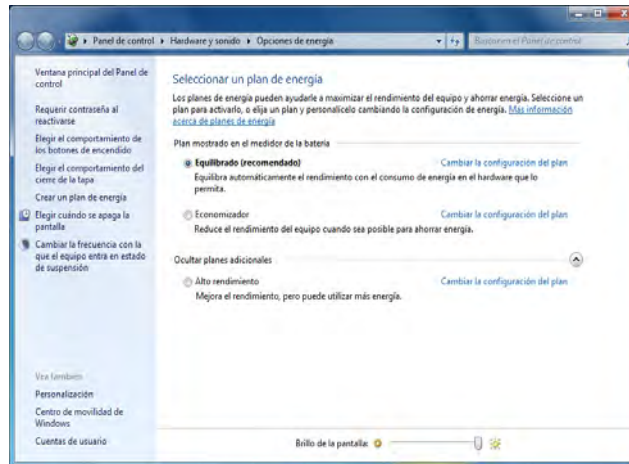 Panel de control ▸ Hardware y sonido ▸ Opciones de energía
Buscar en el Panel de control
Ventana principal del Panel de
control
Requerir contraseña al
reactivarse
Elegir el comportamiento de
los botones de encendido
Elegir el comportamiento del
cierre de la tapa
Crear un plan de energía
Elegir cuándo se apaga la
pantalla
Cambiar la frecuencia con la
que el equipo entra en estado
de suspensión
Vea también
Personalización
Centro de movilidad de
Windows
Cuentas de usuario
Seleccionar un plan de energía
Los planes de energía pueden ayudarle a maximizar el rendimiento del equipo y ahorrar energía. Seleccione un
plan para activarlo, o elija un plan y personalícelo cambiando la configuración de energía. Más información
acerca de planes de energía
Plan mostrado en el medidor de la batería
Equilibrado (recomendado) Cambiar la configuración del plan
Equilibra automáticamente el rendimiento con el consumo de energía en el hardware que lo
permita.
Economizador Cambiar la configuración del plan
Reduce el rendimiento del equipo cuando sea posible para ahorrar energía.
Ocultar planes adicionales
Alto rendimiento Cambiar la configuración del plan
Mejora el rendimiento, pero puede utilizar más energía.
Brillo de la pantalla: